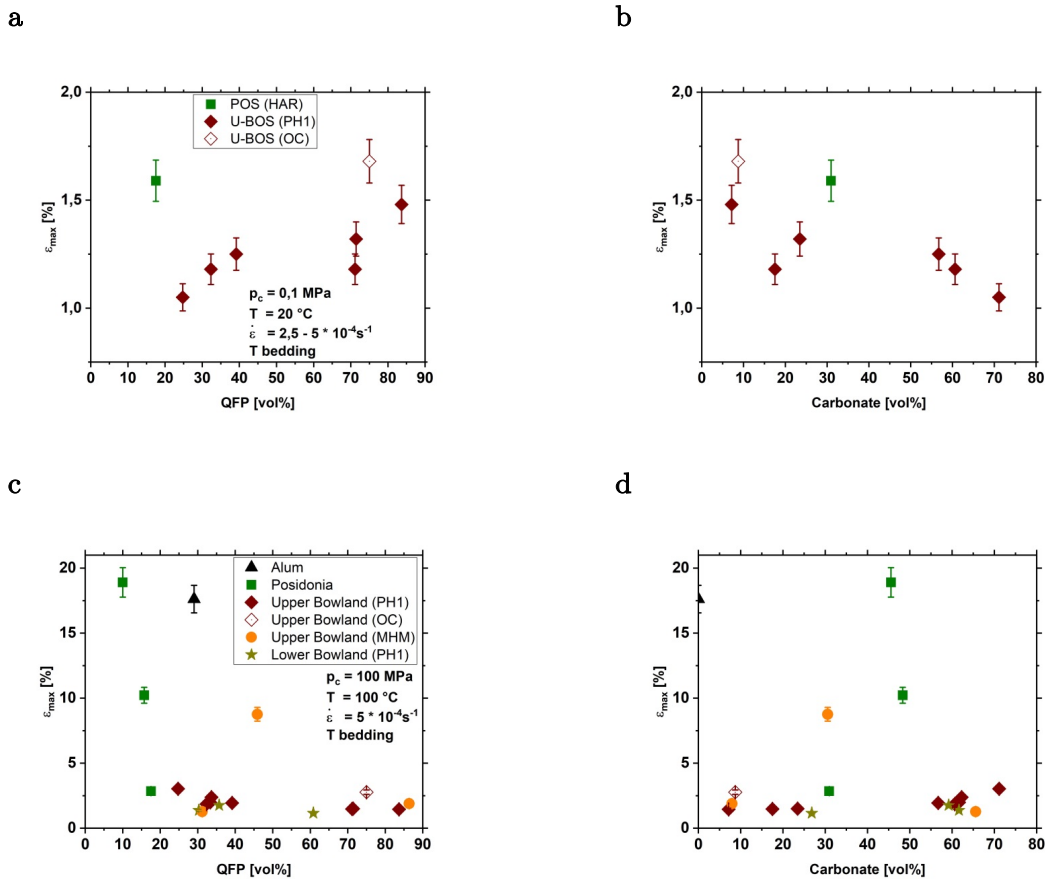 a
b
2,0
1,5
1,0
εmax [%]
POS (HAR)
U-BOS (PH1)
U-BOS (OC)
pc = 0,1 MPa
T = 20 °C
ε̇ = 2,5 - 5 * 10-4s-1
T bedding
0 10 20 30 40 50 60 70 80 90
QFP [vol%]
2,0
1,5
1,0
εmax [%]
0 10 20 30 40 50 60 70 80
Carbonate [vol%]
c
d
20
15
10
5
0
εmax [%]
Alum
Posidonia
Upper Bowland (PH1)
Upper Bowland (OC)
Upper Bowland (MHM)
Lower Bowland (PH1)
pc = 100 MPa
T = 100 °C
ε̇ = 5 * 10-4s-1
T bedding
0 10 20 30 40 50 60 70 80 90
QFP [vol%]
20
15
10
5
0
εmax [%]
0 10 20 30 40 50 60 70 80
Carbonate [vol%]